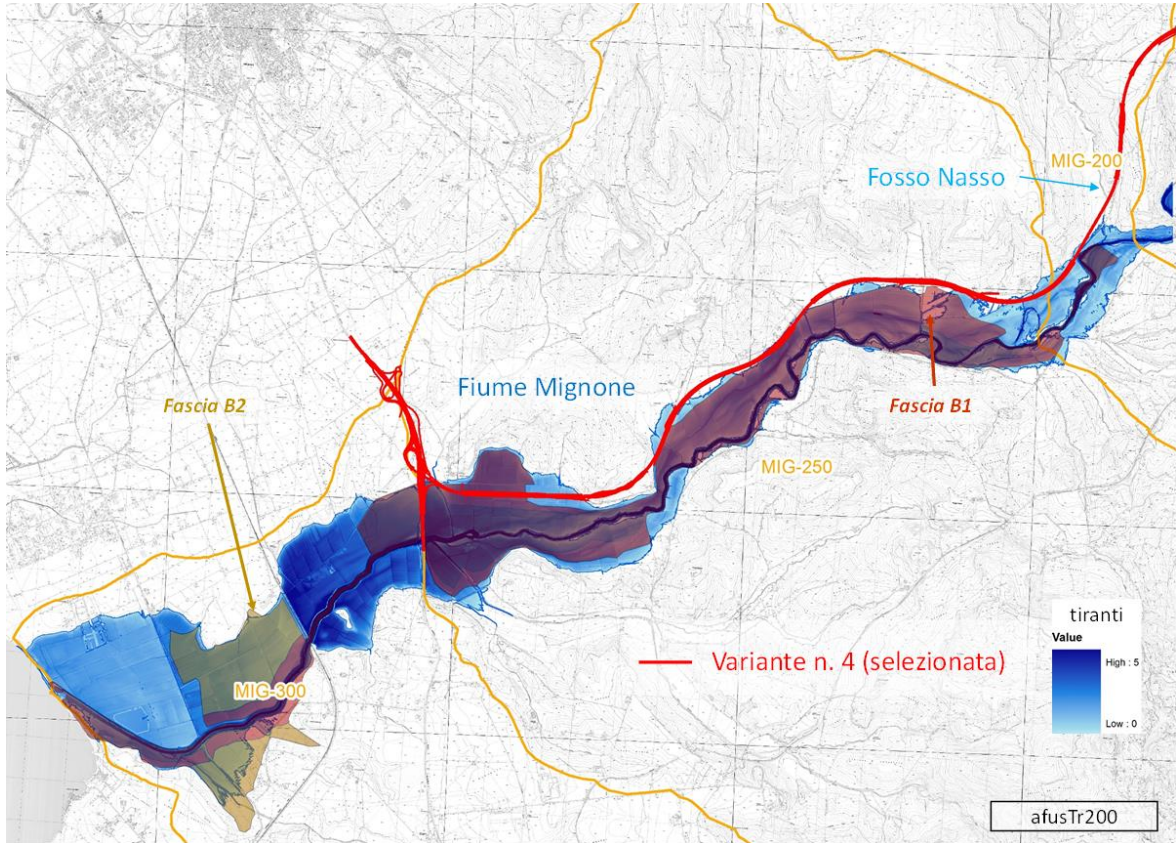 MIG-200
Fosso Nasso
Fiume Mignone
Fascia B2
Fascia B1
MIG-250
tiranti
Value
High : 5
Low : 0
Variante n. 4 (selezionata)
MIG-300
afusTr200